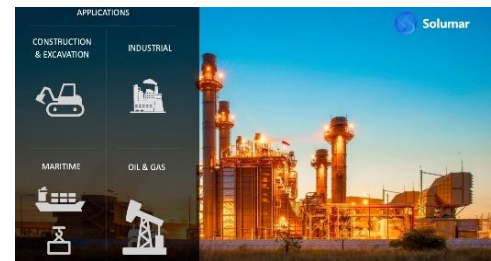 APPLICATIONS
CONSTRUCTION
& EXCAVATION
INDUSTRIAL
MARITIME
OIL & GAS
Solumar